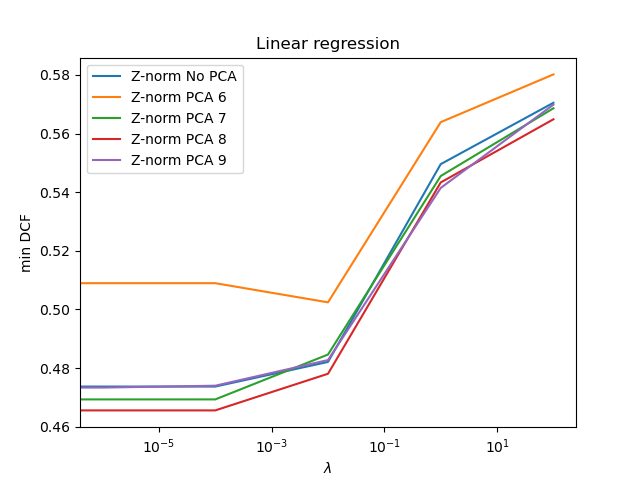 Linear regression
Z-norm No PCA
Z-norm PCA 6
Z-norm PCA 7
Z-norm PCA 8
Z-norm PCA 9
min DCF
0.58
0.56
0.54
0.52
0.50
0.48
0.46
10⁻⁵
10⁻³
10⁻¹
10¹
λ